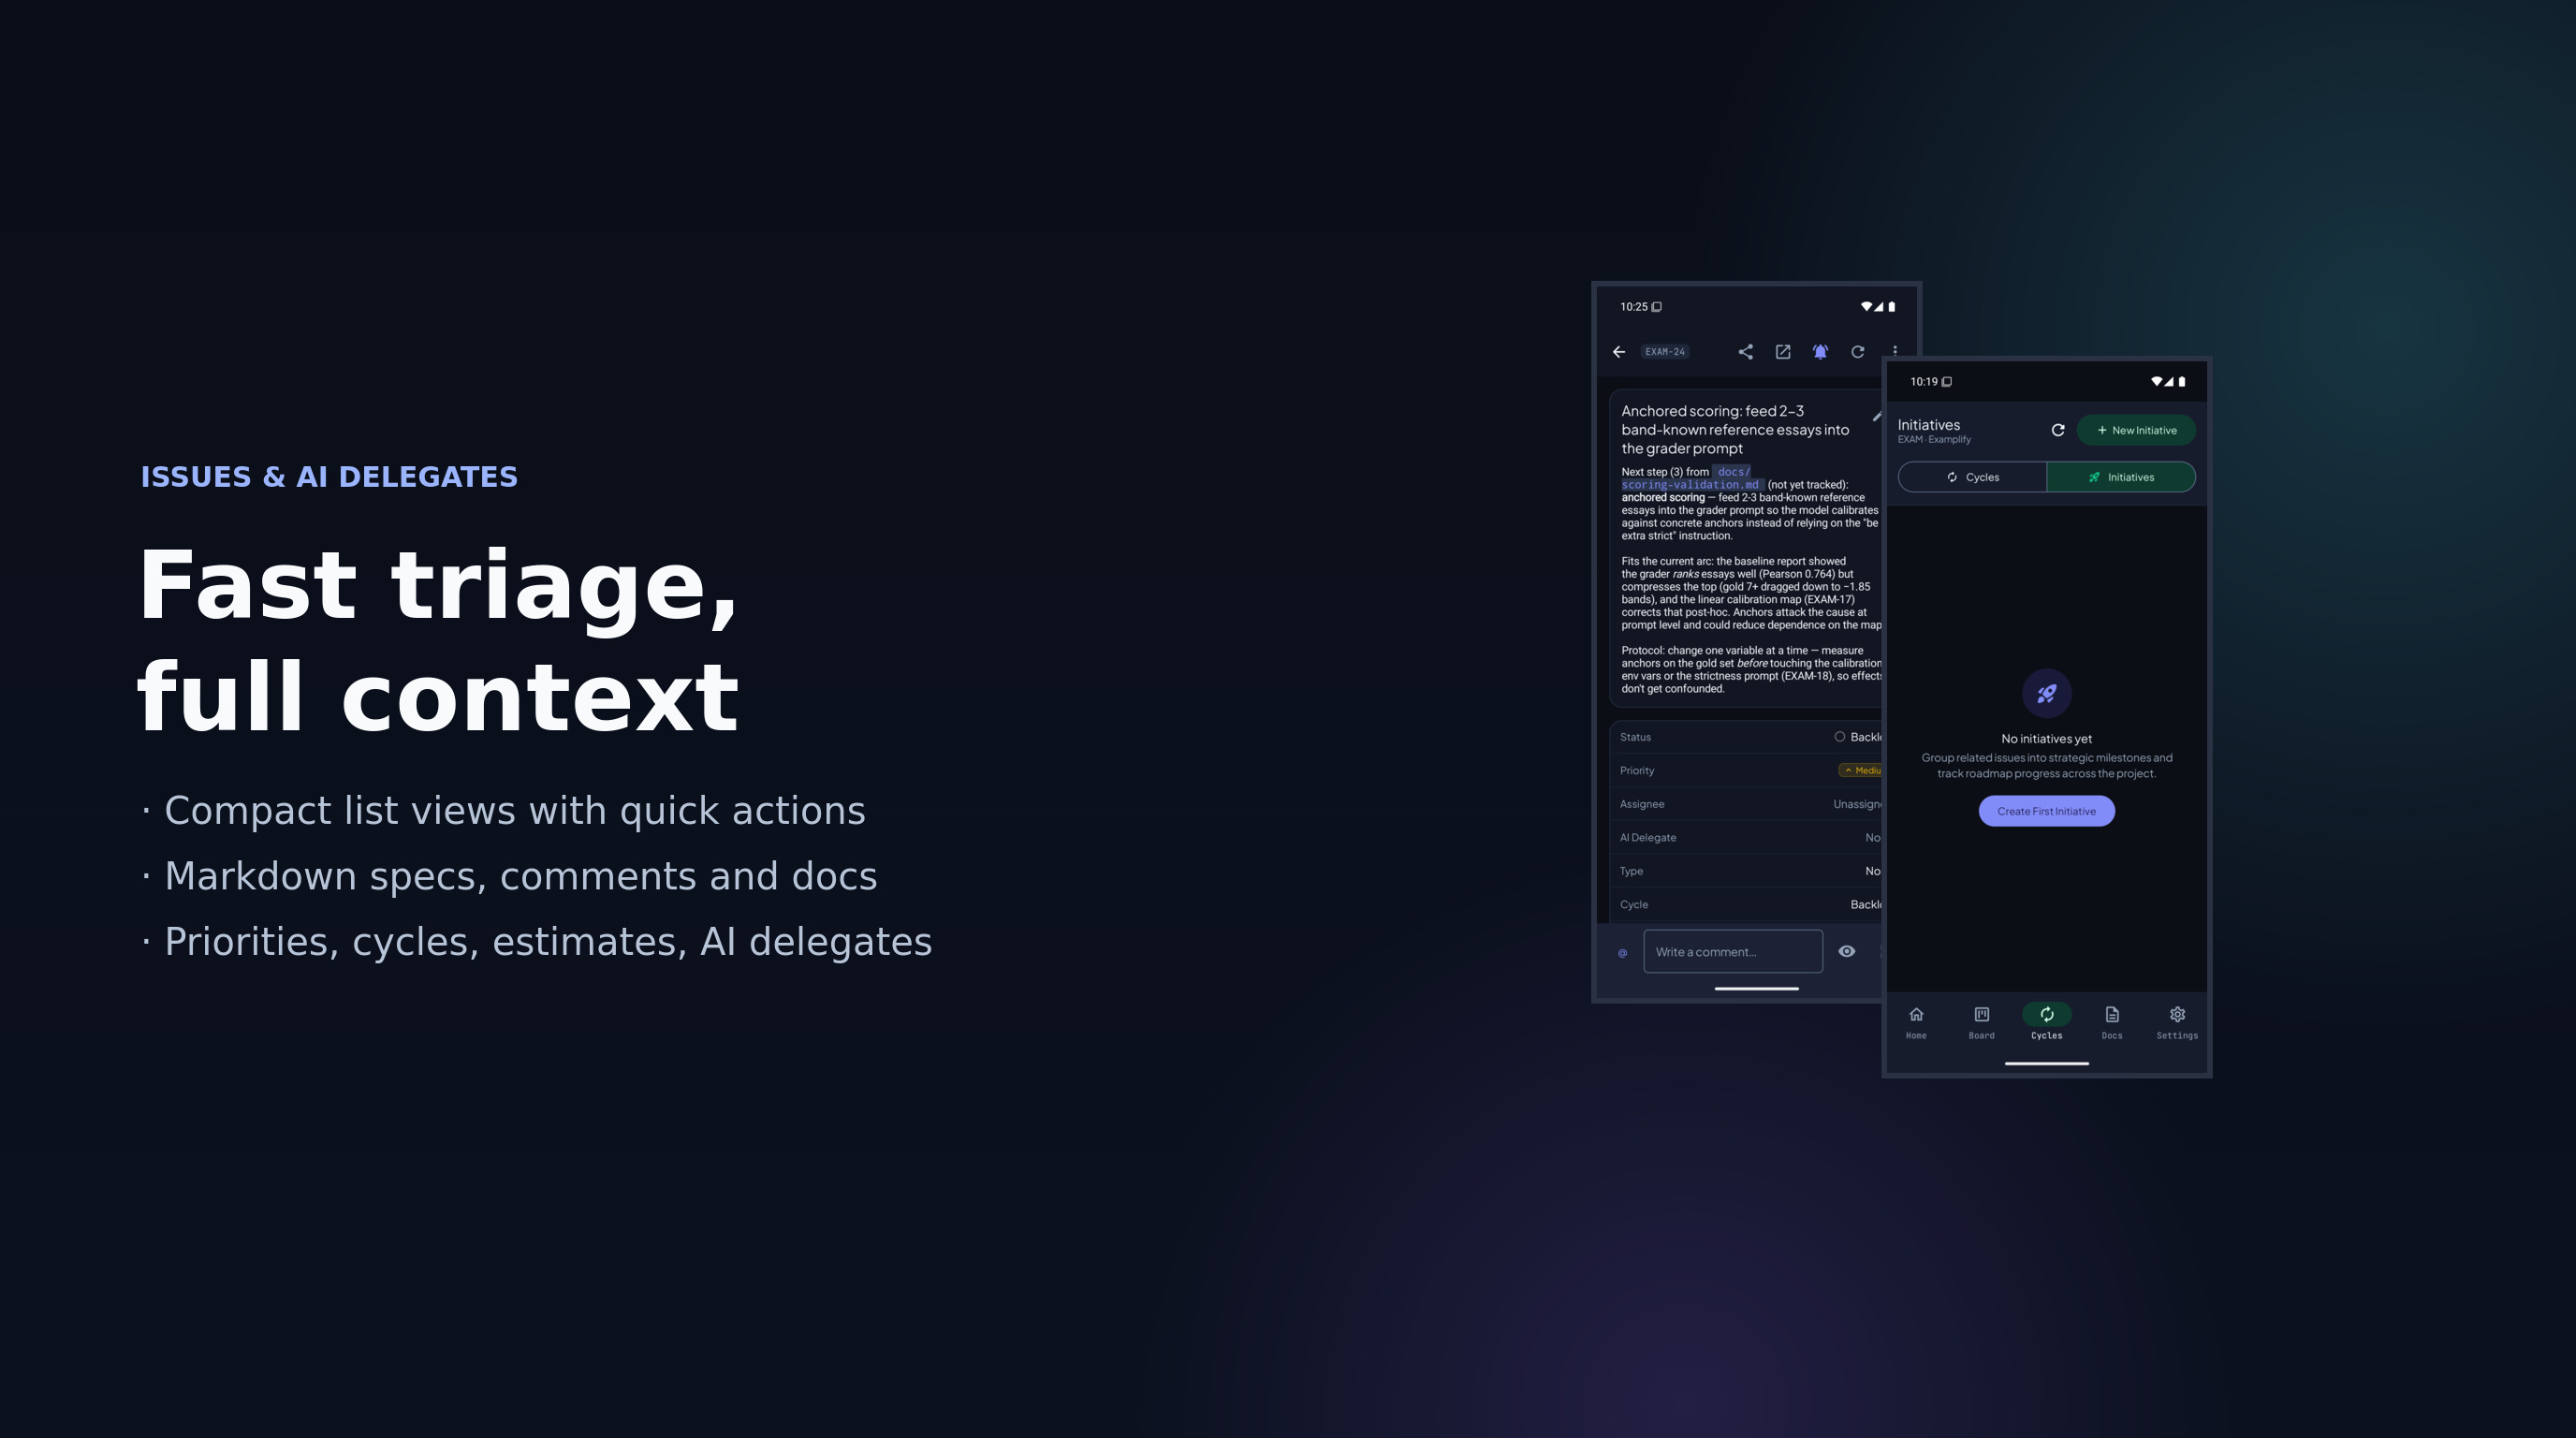 ISSUES & AI DELEGATES
Fast triage,
full context
· Compact list views with quick actions
· Markdown specs, comments and docs
· Priorities, cycles, estimates, AI delegates
10:25
EXAM-24
Anchored scoring: feed 2–3
band-known reference essays into
the grader prompt
Next step (3) from docs/
scoring-validation.md (not yet tracked):
anchored scoring — feed 2-3 band-known reference
essays into the grader prompt so the model calibrates
against concrete anchors instead of relying on the "be
extra strict" instruction.
Fits the current arc: the baseline report showed
the grader ranks essays well (Pearson 0.764) but
compresses the top (gold 7+ dragged down to −1.85
bands), and the linear calibration map (EXAM-17)
corrects that post-hoc. Anchors attack the cause at
prompt level and could reduce dependence on the map
Protocol: change one variable at a time — measure
anchors on the gold set before touching the calibration
env vars or the strictness prompt (EXAM-18), so effects
don't get confounded.
Status
Priority
Assignee
AI Delegate
Type
Cycle
@ Write a comment...
10:19
Initiatives
EXAM · Examplify
+ New Initiative
Cycles Initiatives
No initiatives yet
Group related issues into strategic milestones and
track roadmap progress across the project.
Create First Initiative
Home Board Cycles Docs Settings